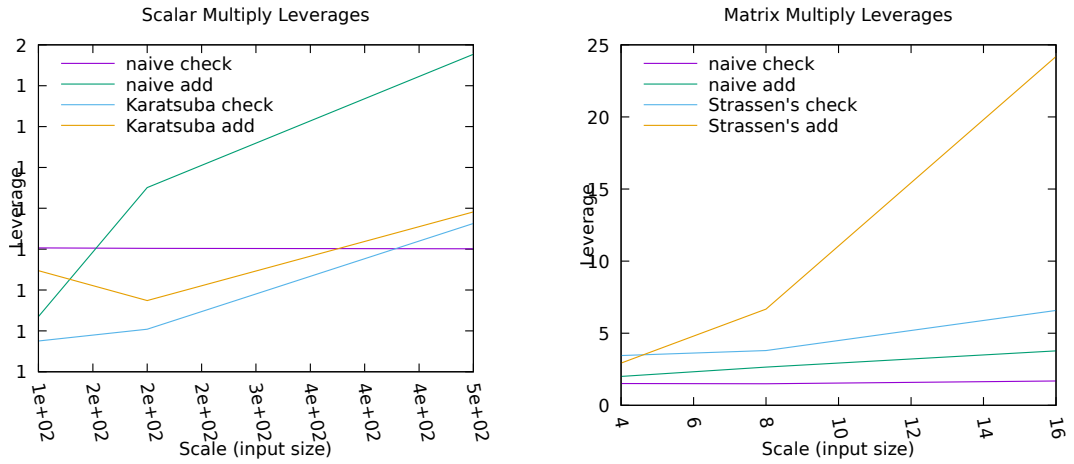 Scalar Multiply Leverages
2
1
1
1
1
1
1
1
1
Leverage
naive check
naive add
Karatsuba check
Karatsuba add
1e+02
2e+02
2e+02
2e+02
3e+02
4e+02
4e+02
4e+02
5e+02
Scale (input size)
Matrix Multiply Leverages
25
20
15
10
5
0
Leverage
naive check
naive add
Strassen's check
Strassen's add
4
6
8
10
12
14
16
Scale (input size)